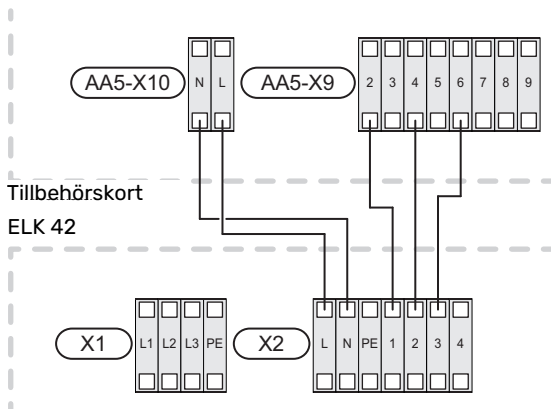 AA5-X10 N L AA5-X9 2 3 4 5 6 7 8 9
Tillbehörskort
ELK 42
X1 L1 L2 L3 PE X2 L N PE 1 2 3 4